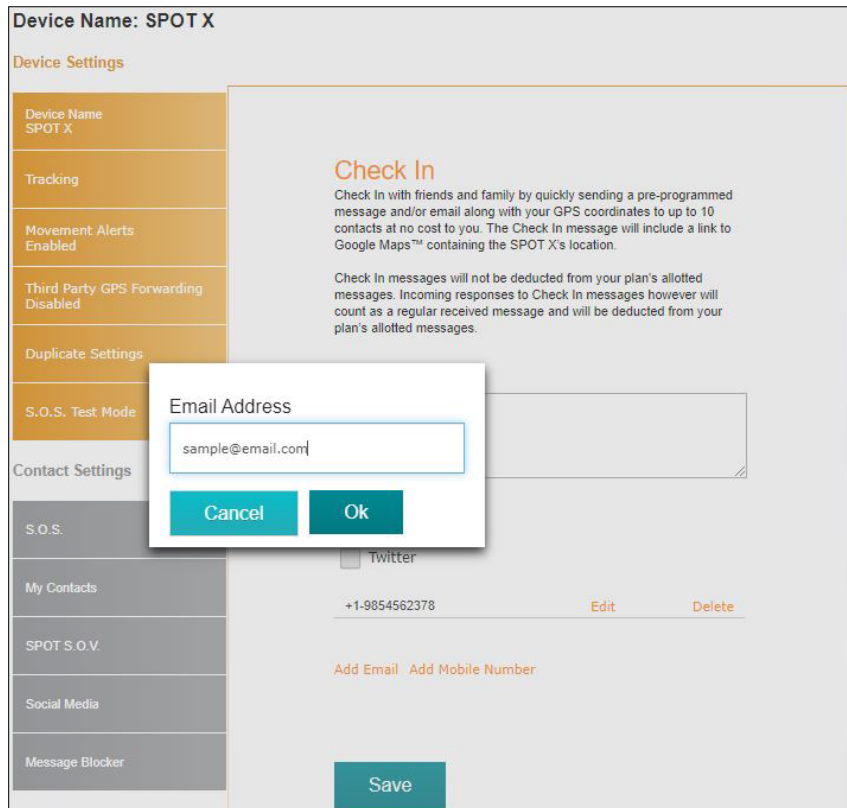 Device Name: SPOT X
Device Settings
Device Name
SPOT X
Tracking
Movement Alerts
Enabled
Third Party GPS Forwarding
Disabled
Duplicate Settings
S.O.S. Test Mode
Contact Settings
S.O.S.
My Contacts
SPOT S.O.V.
Social Media
Message Blocker
Check In
Check In with friends and family by quickly sending a pre-programmed
message and/or email along with your GPS coordinates to up to 10
contacts at no cost to you. The Check In message will include a link to
Google Maps™ containing the SPOT X's location.
Check In messages will not be deducted from your plan's allotted
messages. Incoming responses to Check In messages however will
count as a regular received message and will be deducted from your
plan's allotted messages.
Email Address
sample@email.com
Cancel Ok
Twitter
+1-9854562378 Edit Delete
Add Email Add Mobile Number
Save